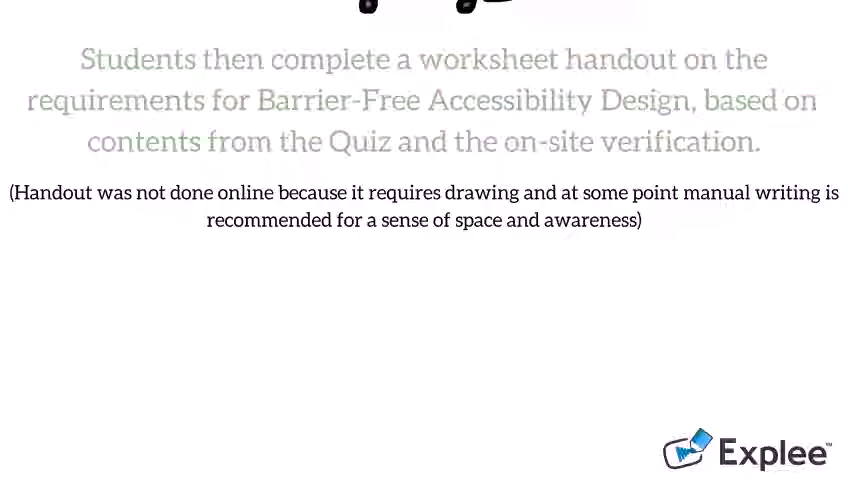 Students then complete a worksheet handout on the
requirements for Barrier-Free Accessibility Design, based on
contents from the Quiz and the on-site verification.
(Handout was not done online because it requires drawing and at some point manual writing is
recommended for a sense of space and awareness)
Explee™